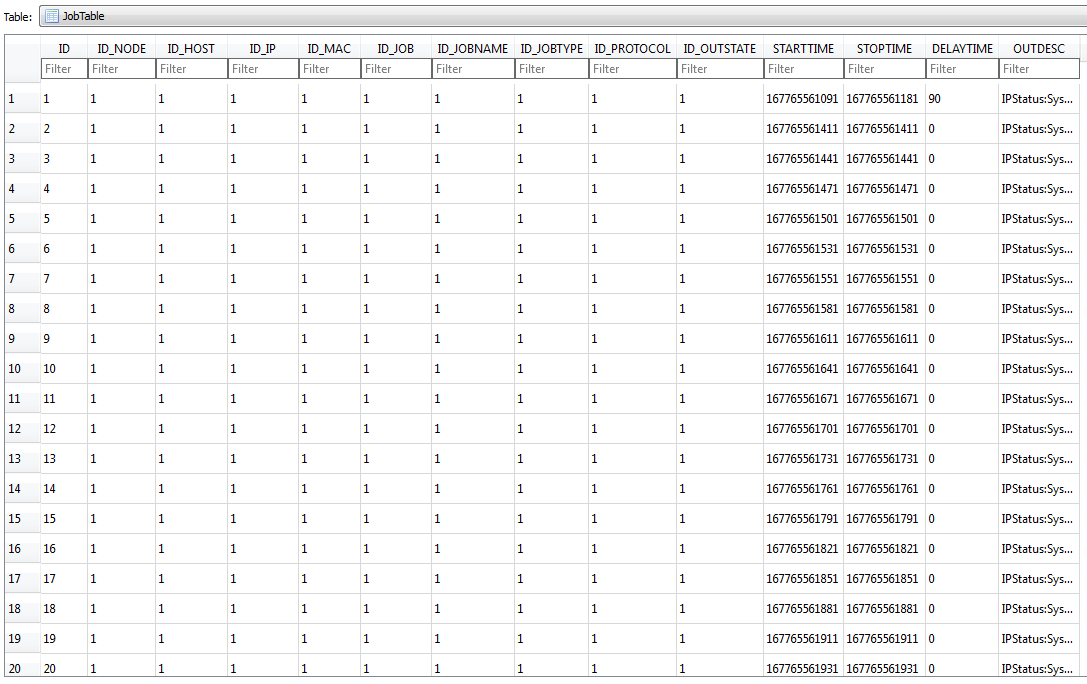 Table: JobTable
ID ID_NODE ID_HOST ID_IP ID_MAC ID_JOB ID_JOBNAME ID_JOBTYPE ID_PROTOCOL ID_OUTSTATE STARTTIME STOPTIME DELAYTIME OUTDESC
Filter Filter Filter Filter Filter Filter Filter Filter Filter Filter Filter Filter Filter Filter
1 1 1 1 1 1 1 1 1 1 1 167765561091 167765561181 90 IPStatus:Sys...
2 2 1 1 1 1 1 1 1 1 1 167765561411 167765561411 0 IPStatus:Sys...
3 3 1 1 1 1 1 1 1 1 1 167765561441 167765561441 0 IPStatus:Sys...
4 4 1 1 1 1 1 1 1 1 1 167765561471 167765561471 0 IPStatus:Sys...
5 5 1 1 1 1 1 1 1 1 1 167765561501 167765561501 0 IPStatus:Sys...
6 6 1 1 1 1 1 1 1 1 1 167765561531 167765561531 0 IPStatus:Sys...
7 7 1 1 1 1 1 1 1 1 1 167765561551 167765561551 0 IPStatus:Sys...
8 8 1 1 1 1 1 1 1 1 1 167765561581 167765561581 0 IPStatus:Sys...
9 9 1 1 1 1 1 1 1 1 1 167765561611 167765561611 0 IPStatus:Sys...
10 10 1 1 1 1 1 1 1 1 1 167765561641 167765561641 0 IPStatus:Sys...
11 11 1 1 1 1 1 1 1 1 1 167765561671 167765561671 0 IPStatus:Sys...
12 12 1 1 1 1 1 1 1 1 1 167765561701 167765561701 0 IPStatus:Sys...
13 13 1 1 1 1 1 1 1 1 1 167765561731 167765561731 0 IPStatus:Sys...
14 14 1 1 1 1 1 1 1 1 1 167765561761 167765561761 0 IPStatus:Sys...
15 15 1 1 1 1 1 1 1 1 1 167765561791 167765561791 0 IPStatus:Sys...
16 16 1 1 1 1 1 1 1 1 1 167765561821 167765561821 0 IPStatus:Sys...
17 17 1 1 1 1 1 1 1 1 1 167765561851 167765561851 0 IPStatus:Sys...
18 18 1 1 1 1 1 1 1 1 1 167765561881 167765561881 0 IPStatus:Sys...
19 19 1 1 1 1 1 1 1 1 1 167765561911 167765561911 0 IPStatus:Sys...
20 20 1 1 1 1 1 1 1 1 1 167765561931 167765561931 0 IPStatus:Sys...